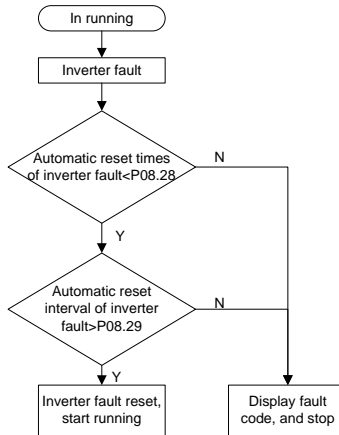 In running
Inverter fault
Automatic reset times
of inverter fault<P08.28
N
Y
Automatic reset
interval of inverter
fault>P08.29
N
Y
Inverter fault reset,
start running
Display fault
code, and stop